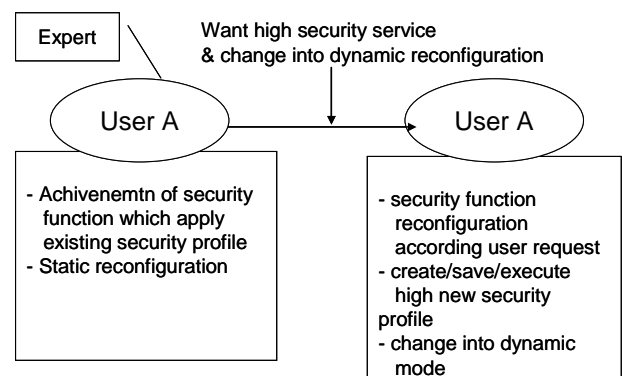 Expert
Want high security service
& change into dynamic reconfiguration
User A
User A
- Achivenemtn of security
function which apply
existing security profile
- Static reconfiguration
- security function
reconfiguration
according user request
- create/save/execute
high new security
profile
- change into dynamic
mode